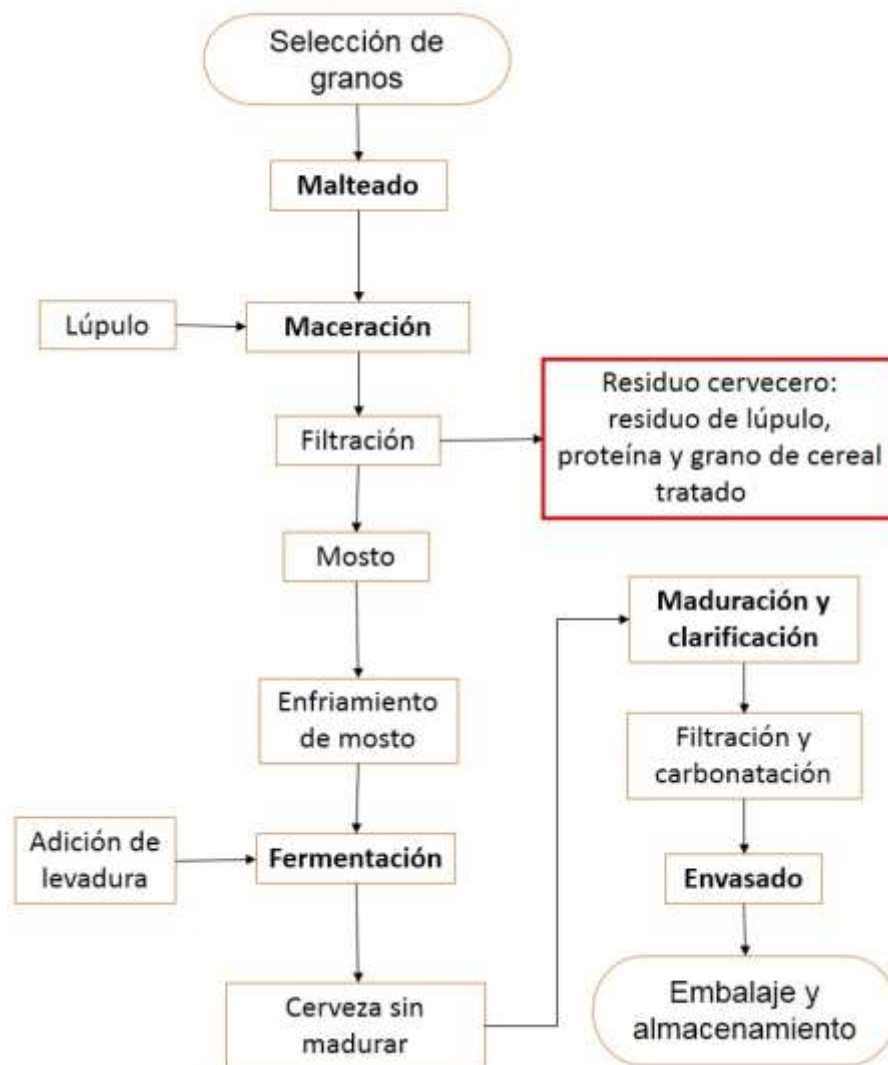 Selección de
granos
Malteado
Lúpulo
Maceración
Filtración
Residuo cervecero:
residuo de lúpulo,
proteína y grano de cereal
tratado
Mosto
Enfriamiento
de mosto
Adición de
levadura
Fermentación
Cerveza sin
madurar
Maduración y
clarificación
Filtración y
carbonatación
Envasado
Embalaje y
almacenamiento